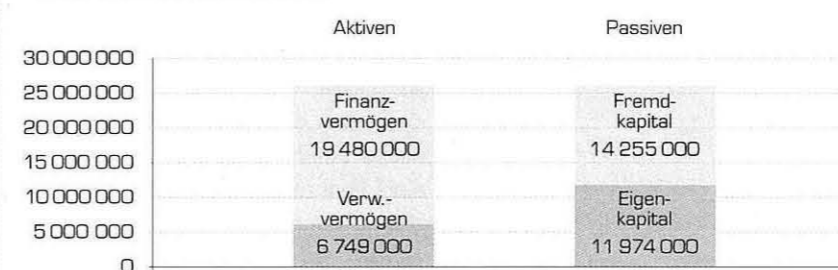 Aktiven Passiven
30 000 000
25 000 000
20 000 000
15 000 000
10 000 000
5 000 000
0
Finanz-
vermögen
19 480 000
Verw.-
vermögen
6 749 000
Fremd-
kapital
14 255 000
Eigen-
kapital
11 974 000